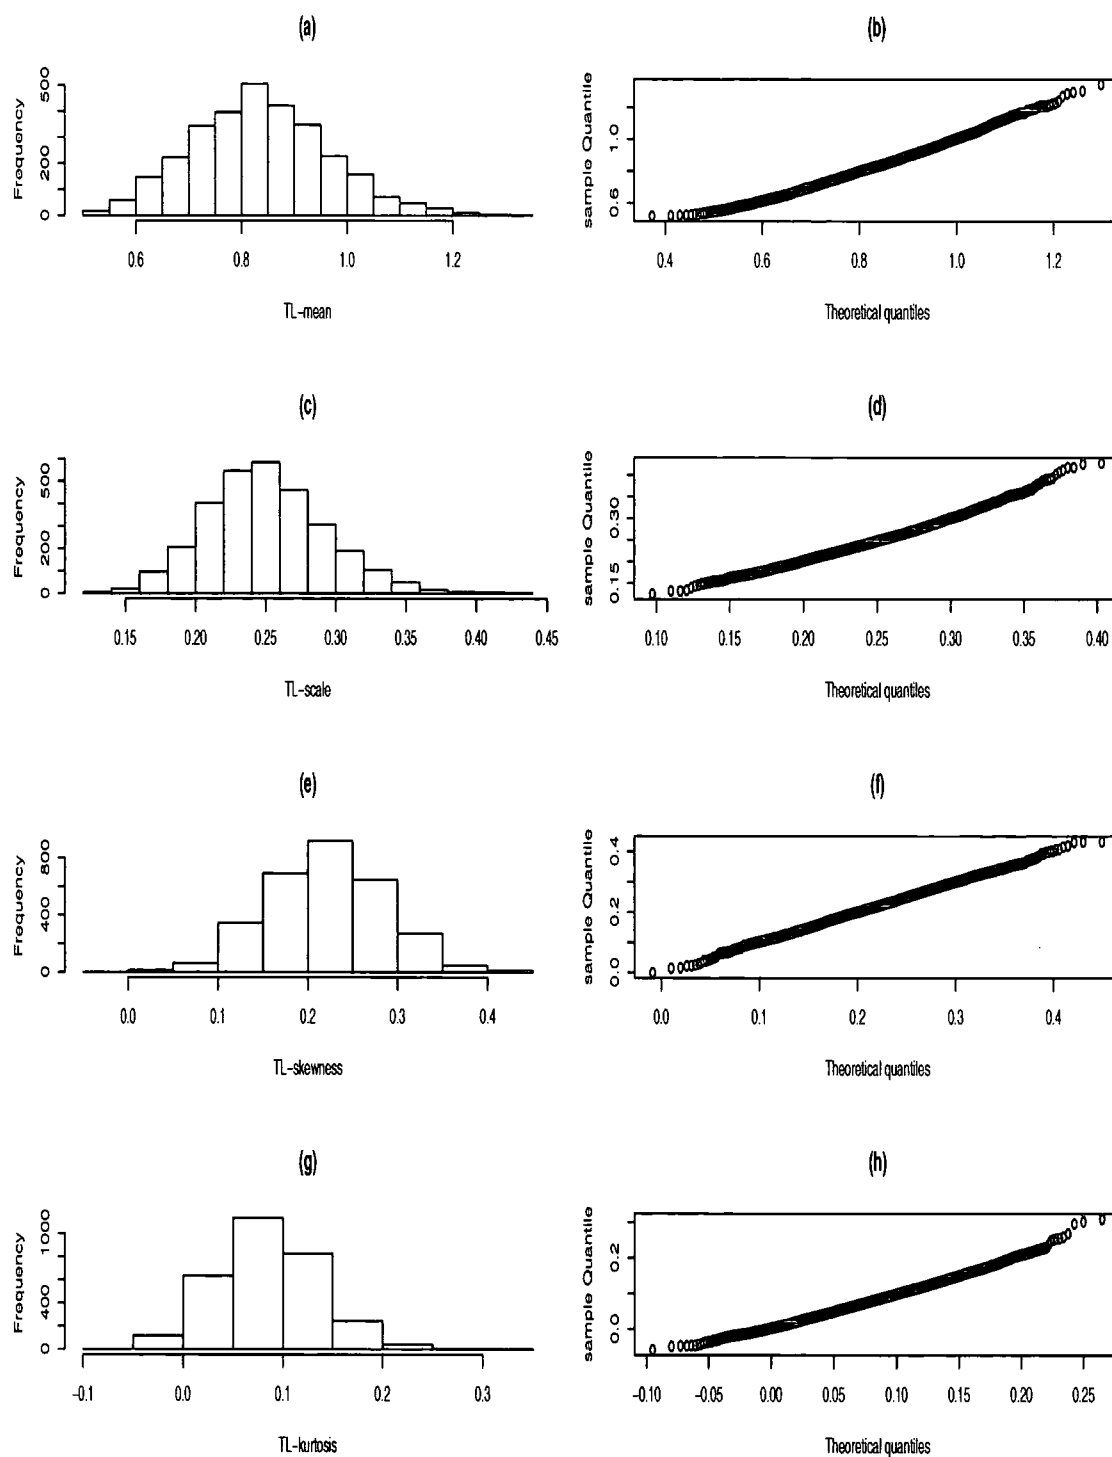 (a)
Frequency
0 200 500
0.6 0.8 1.0 1.2
TL-mean
(b)
sample Quantile
0.6 1.0
0.4 0.6 0.8 1.0 1.2
Theoretical quantiles
(c)
Frequency
0 200 500
0.15 0.20 0.25 0.30 0.35 0.40 0.45
TL-scale
(d)
sample Quantile
0.15 0.30
0.10 0.15 0.20 0.25 0.30 0.35 0.40
Theoretical quantiles
(e)
Frequency
0 400 800
0.0 0.1 0.2 0.3 0.4
TL-skewness
(f)
sample Quantile
0.0 0.2 0.4
0.0 0.1 0.2 0.3 0.4
Theoretical quantiles
(g)
Frequency
0 400 1000
-0.1 0.0 0.1 0.2 0.3
TL-kurtosis
(h)
sample Quantile
0.0 0.2
-0.10 -0.05 0.00 0.05 0.10 0.15 0.20 0.25
Theoretical quantiles